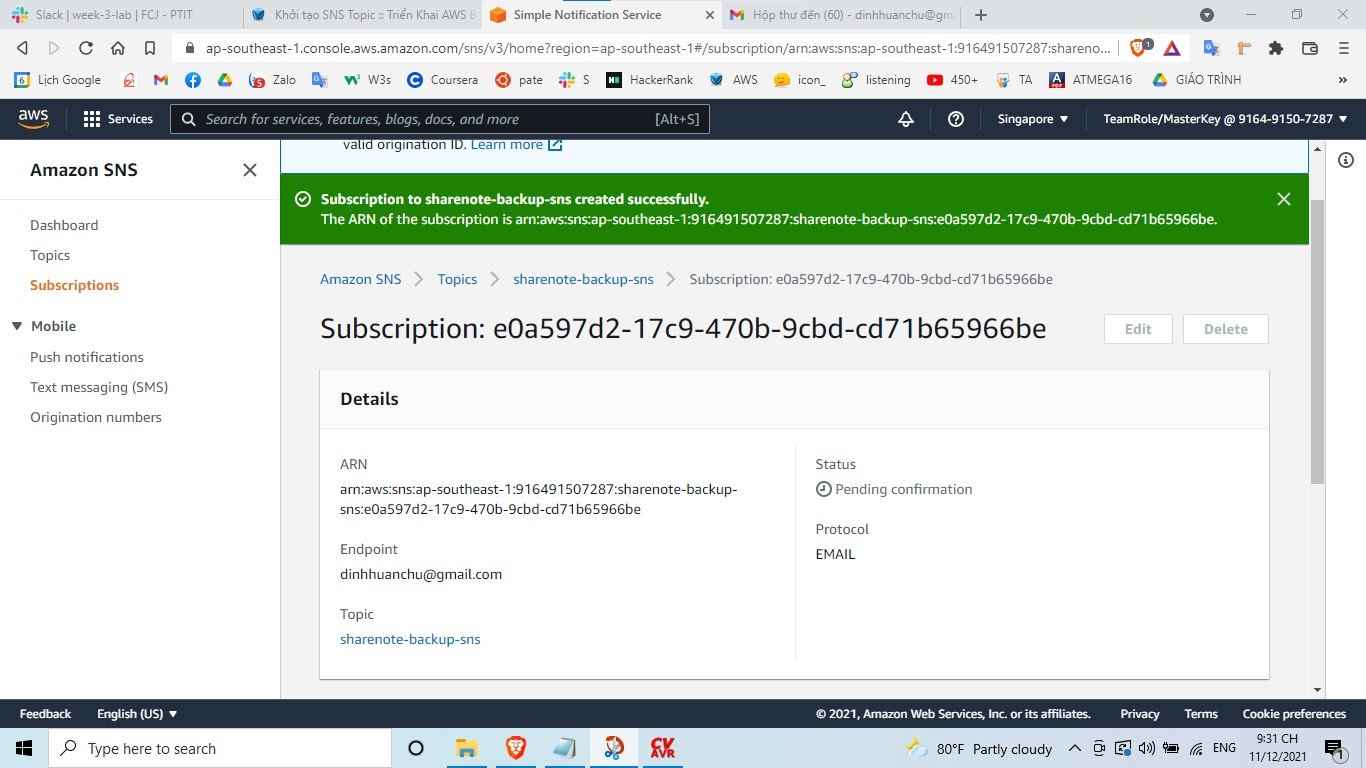 Slack | week-3-lab | FCJ - PTIT
Khởi tạo SNS Topic :: Triển Khai AWS B
Simple Notification Service
Hộp thư đến (60) - dinhhuanchu@gm
ap-southeast-1.console.aws.amazon.com/sns/v3/home?region=ap-southeast-1#/subscription/arn:aws:sns:ap-southeast-1:916491507287:shareno...
1
6 Lịch Google
Zalo
W3s
Coursera
pate
S
HackerRank
AWS
icon_
listening
450+
TA
ATMEGA16
GIÁO TRÌNH
»
aws
Services
Search for services, features, blogs, docs, and more
[Alt+S]
Singapore
TeamRole/MasterKey @ 9164-9150-7287
Amazon SNS
Dashboard
Topics
Subscriptions
Mobile
Push notifications
Text messaging (SMS)
Origination numbers
valid origination ID. Learn more
Subscription to sharenote-backup-sns created successfully.
The ARN of the subscription is arn:aws:sns:ap-southeast-1:916491507287:sharenote-backup-sns:e0a597d2-17c9-470b-9cbd-cd71b65966be.
Amazon SNS
Topics
sharenote-backup-sns
Subscription: e0a597d2-17c9-470b-9cbd-cd71b65966be
Subscription: e0a597d2-17c9-470b-9cbd-cd71b65966be
Edit
Delete
Details
ARN
arn:aws:sns:ap-southeast-1:916491507287:sharenote-backup-
sns:e0a597d2-17c9-470b-9cbd-cd71b65966be
Endpoint
dinhhuanchu@gmail.com
Topic
sharenote-backup-sns
Status
Pending confirmation
Protocol
EMAIL
Feedback
English (US)
© 2021, Amazon Web Services, Inc. or its affiliates.
Privacy
Terms
Cookie preferences
Type here to search
CV
AVR
80°F Partly cloudy
ENG
9:31 CH
11/12/2021
1